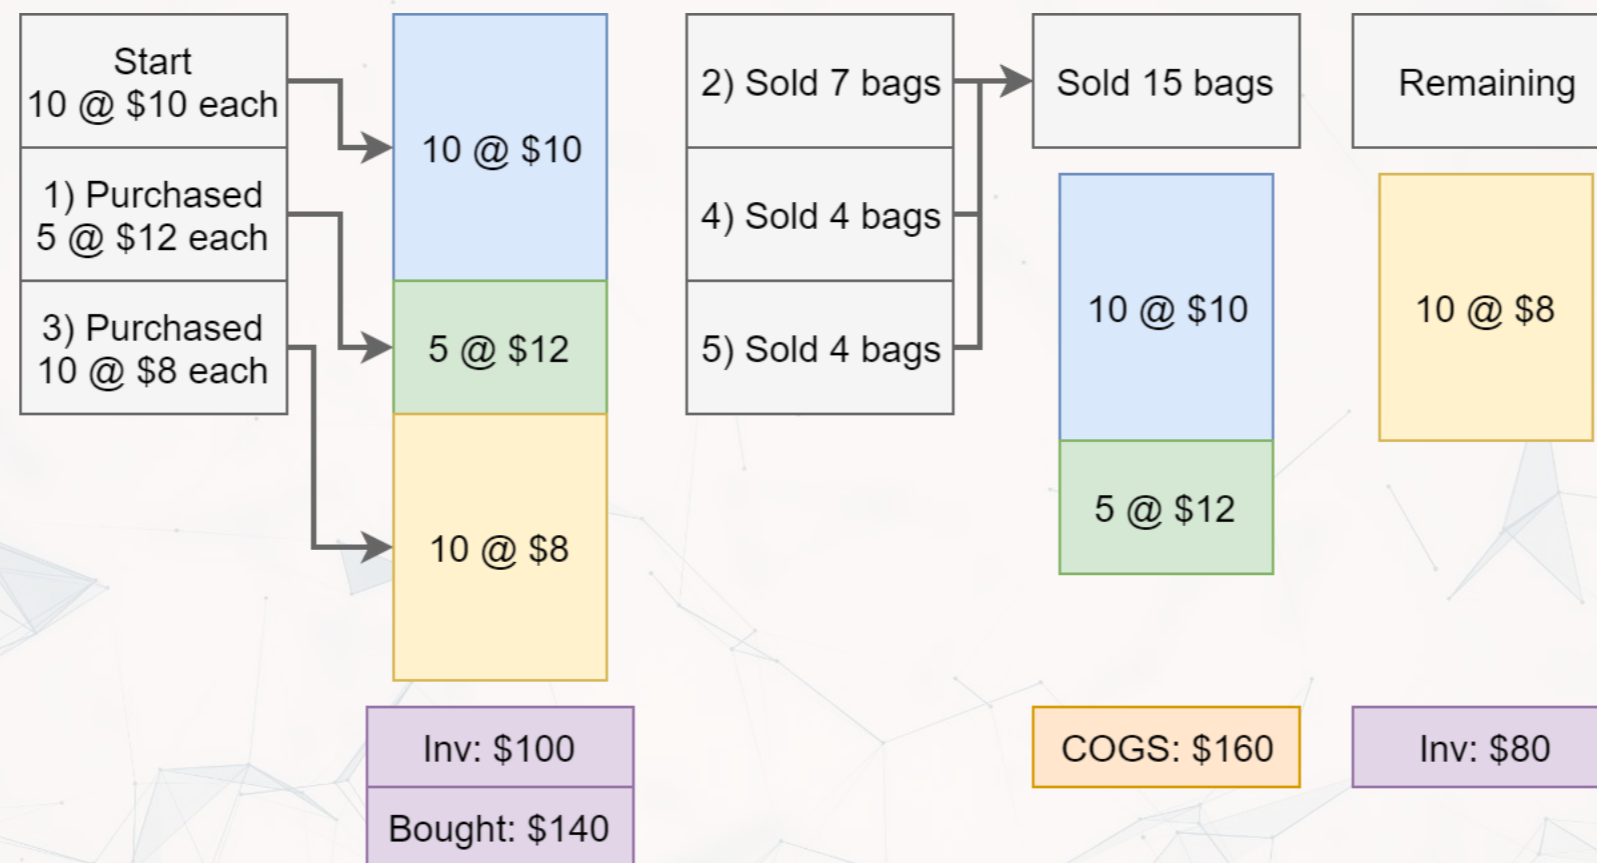 Start
10 @ $10 each
1) Purchased
5 @ $12 each
3) Purchased
10 @ $8 each
10 @ $10
5 @ $12
10 @ $8
Inv: $100
Bought: $140
2) Sold 7 bags
4) Sold 4 bags
5) Sold 4 bags
Sold 15 bags
10 @ $10
5 @ $12
COGS: $160
Remaining
10 @ $8
Inv: $80